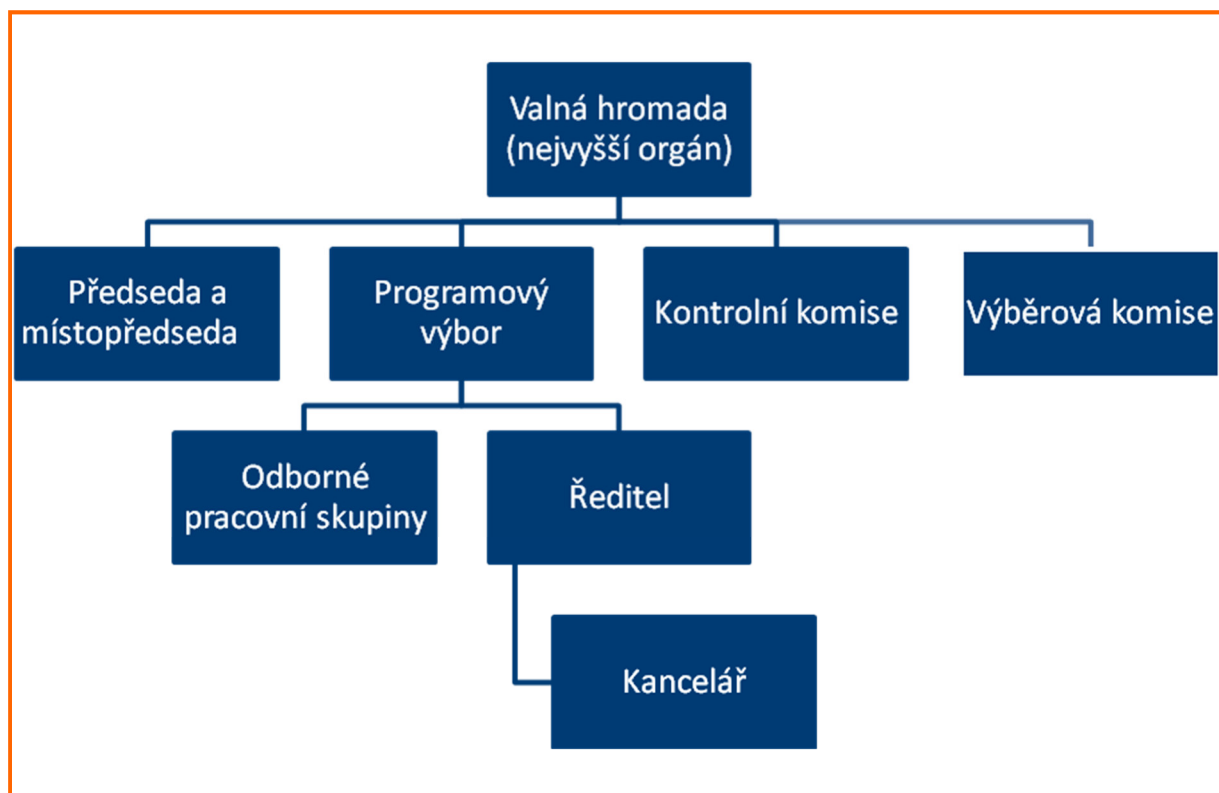 Valná hromada
(nejvyšší orgán)
Předseda a
místopředseda
Programový
výbor
Kontrolní komise
Výběrová komise
Odborné
pracovní skupiny
Ředitel
Kancelář